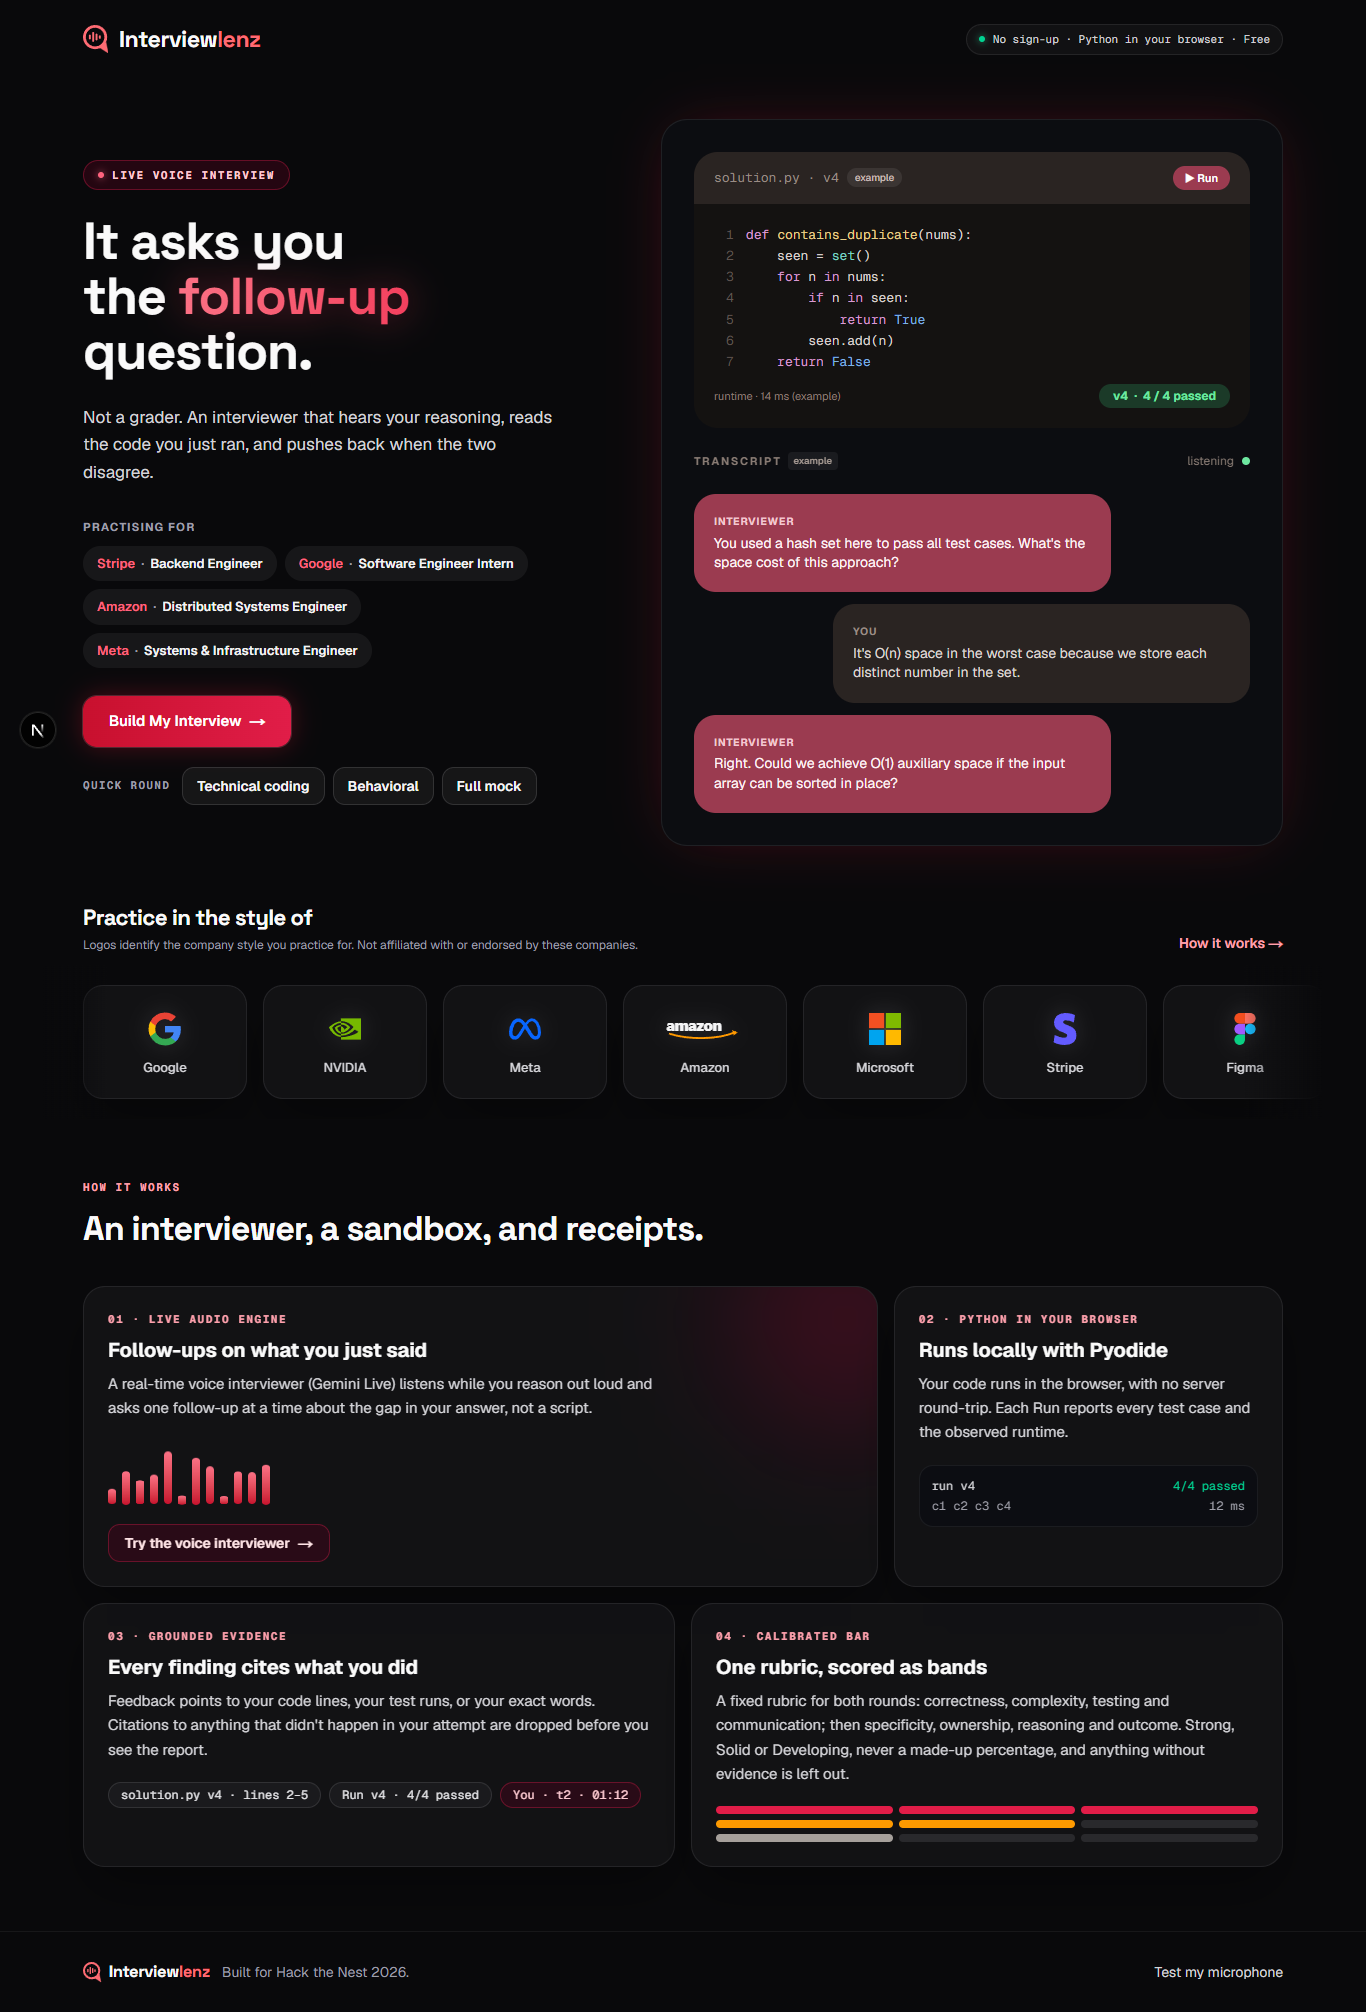 Interviewlenz
No sign-up · Python in your browser · Free
LIVE VOICE INTERVIEW
It asks you
the follow-up
question.
Not a grader. An interviewer that hears your reasoning, reads
the code you just ran, and pushes back when the two
disagree.
PRACTISING FOR
Stripe · Backend Engineer
Google · Software Engineer Intern
Amazon · Distributed Systems Engineer
Meta · Systems & Infrastructure Engineer
Build My Interview →
QUICK ROUND
Technical coding
Behavioral
Full mock
N
solution.py · v4 example
▶ Run
1 def contains_duplicate(nums):
2 seen = set()
3 for n in nums:
4 if n in seen:
5 return True
6 seen.add(n)
7 return False
runtime · 14 ms (example)
v4 · 4 / 4 passed
TRANSCRIPT example
listening
INTERVIEWER
You used a hash set here to pass all test cases. What's the
space cost of this approach?
YOU
It's O(n) space in the worst case because we store each
distinct number in the set.
INTERVIEWER
Right. Could we achieve O(1) auxiliary space if the input
array can be sorted in place?
Practice in the style of
Logos identify the company style you practice for. Not affiliated with or endorsed by these companies.
How it works →
Google
NVIDIA
Meta
amazon
Amazon
Microsoft
Stripe
Figma
HOW IT WORKS
An interviewer, a sandbox, and receipts.
01 · LIVE AUDIO ENGINE
Follow-ups on what you just said
A real-time voice interviewer (Gemini Live) listens while you reason out loud and
asks one follow-up at a time about the gap in your answer, not a script.
Try the voice interviewer →
02 · PYTHON IN YOUR BROWSER
Runs locally with Pyodide
Your code runs in the browser, with no server
round-trip. Each Run reports every test case and
the observed runtime.
run v4 4/4 passed
c1 c2 c3 c4 12 ms
03 · GROUNDED EVIDENCE
Every finding cites what you did
Feedback points to your code lines, your test runs, or your exact words.
Citations to anything that didn't happen in your attempt are dropped before you
see the report.
solution.py v4 · lines 2–5
Run v4 · 4/4 passed
You · t2 · 01:12
04 · CALIBRATED BAR
One rubric, scored as bands
A fixed rubric for both rounds: correctness, complexity, testing and
communication; then specificity, ownership, reasoning and outcome. Strong,
Solid or Developing, never a made-up percentage, and anything without
evidence is left out.
Interviewlenz Built for Hack the Nest 2026.
Test my microphone